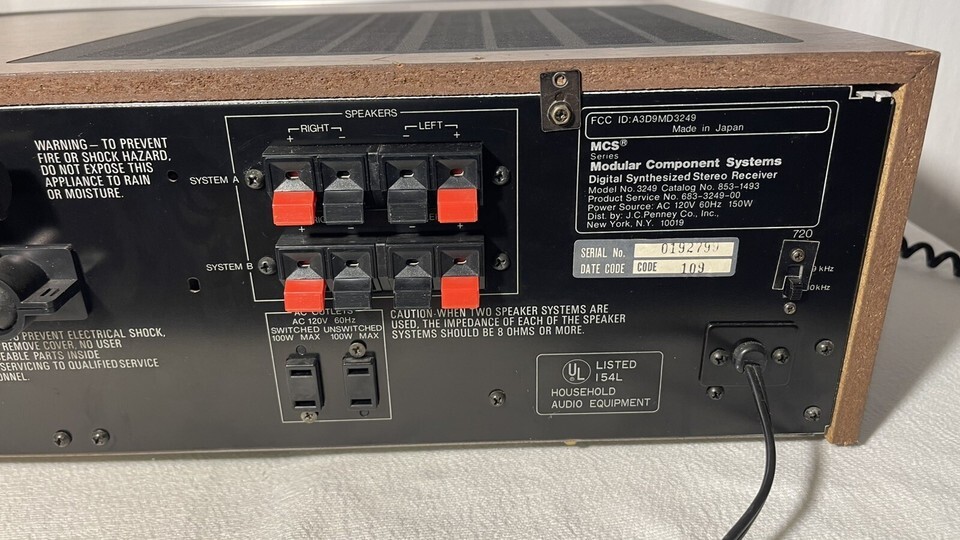 WARNING – TO PREVENT
FIRE OR SHOCK HAZARD,
DO NOT EXPOSE THIS
APPLIANCE TO RAIN
OR MOISTURE.
SPEAKERS
RIGHT
LEFT
+ – – +
SYSTEM A
+ – – +
SYSTEM B
FCC ID:A3D9MD3249
Made in Japan
MCS®
Series
Modular Component Systems
Digital Synthesized Stereo Receiver
Model No. 3249 Catalog No. 853-1493
Product Service No. 683-3249-00
Power Source: AC 120V 60Hz 150W
Dist. by: J.C.Penney Co., Inc.,
New York, N.Y. 10019
SERIAL No.
DATE CODE CODE 109
720
9 kHz
kHz
AC OUTLETS
AC 120V 60Hz
SWITCHED UNSWITCHED
100W MAX 100W MAX
CAUTION-WHEN TWO SPEAKER SYSTEMS ARE
USED, THE IMPEDANCE OF EACH OF THE SPEAKER
SYSTEMS SHOULD BE 8 OHMS OR MORE.
PREVENT ELECTRICAL SHOCK,
REMOVE COVER, NO USER
PARTS INSIDE
SERVICING TO QUALIFIED SERVICE
UL LISTED
154L
HOUSEHOLD
AUDIO EQUIPMENT